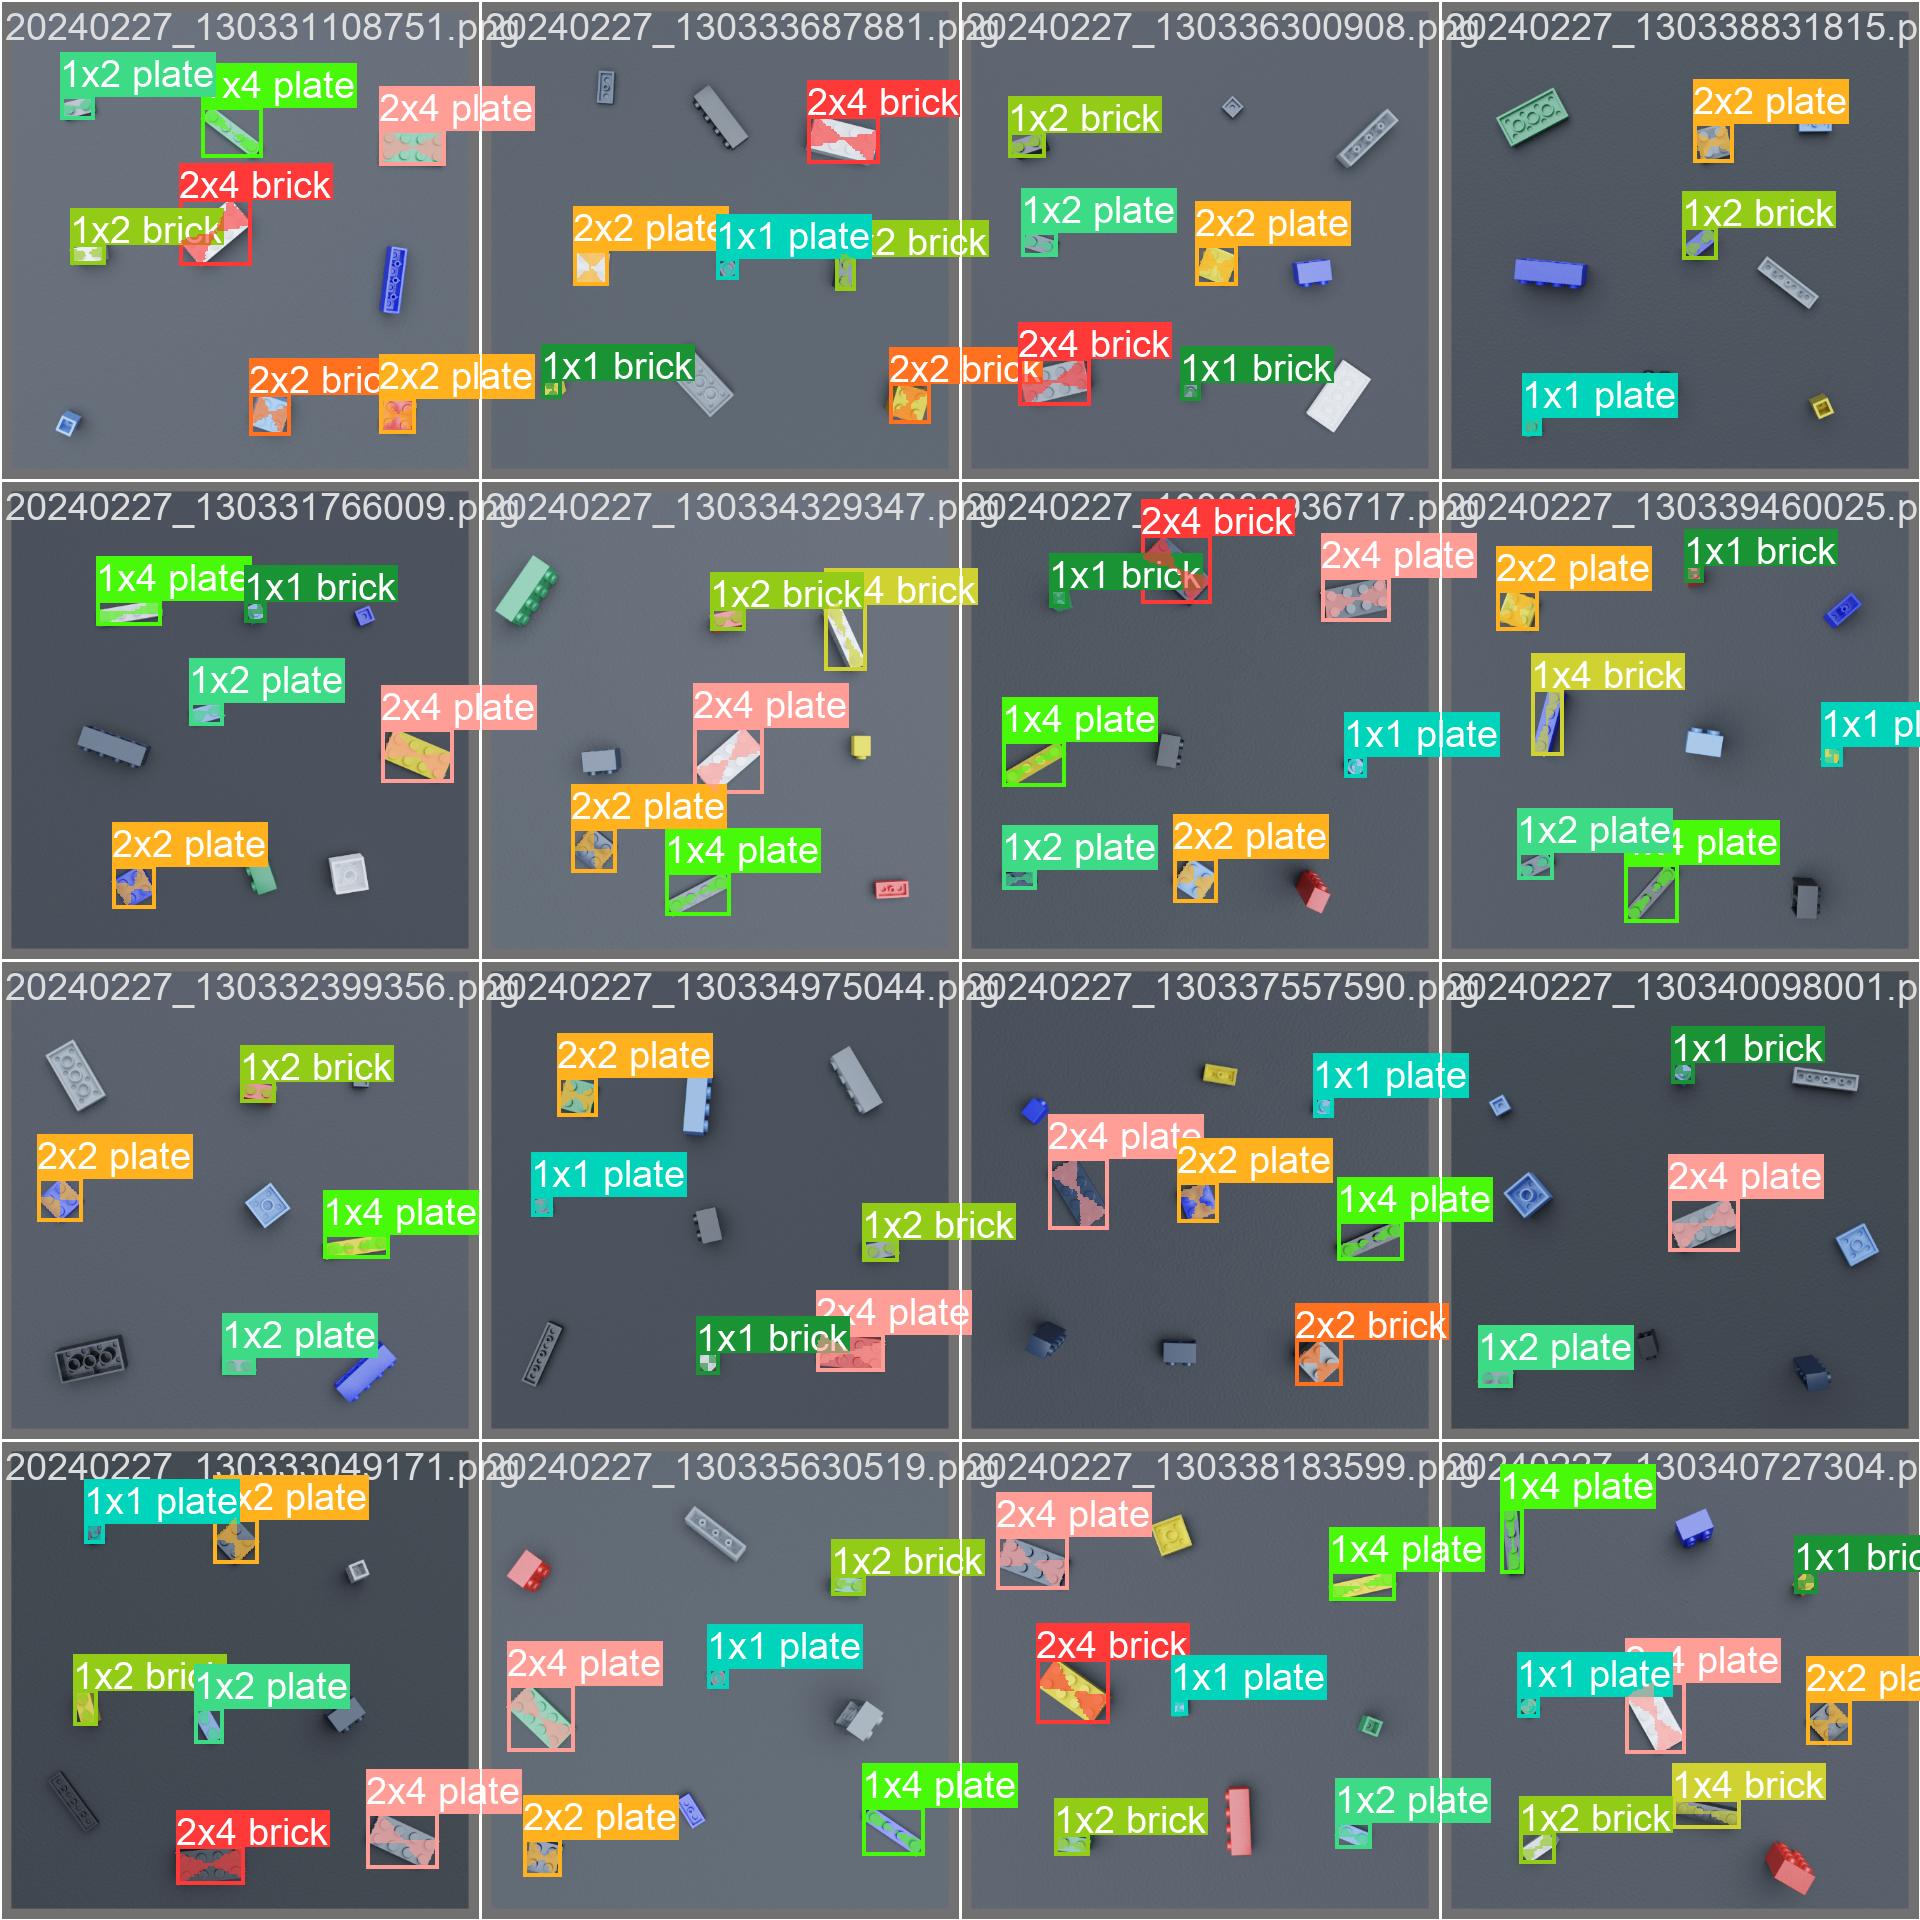 20240227_130331108751.png
1x2 plate
x4 plate
2x4 plate
2x4 brick
1x2 brick
2x2 bric
2x2 plate
20240227_130333687881.png
2x4 brick
2x2 plate
1x1 plate
2 brick
1x1 brick
2x2 brick
20240227_130336300908.png
1x2 brick
1x2 plate
2x2 plate
2x4 brick
1x1 brick
20240227_130338831815.p
2x2 plate
1x2 brick
1x1 plate
20240227_130331766009.png
1x4 plate
1x1 brick
1x2 plate
2x4 plate
2x2 plate
20240227_130334329347.png
1x2 brick
4 brick
2x4 plate
2x2 plate
1x4 plate
20240227_
936717.png
2x4 brick
1x1 brick
2x4 plate
1x4 plate
1x1 plate
1x2 plate
2x2 plate
20240227_130339460025.p
1x1 brick
2x2 plate
1x4 brick
1x1 pl
1x2 plate
4 plate
20240227_130332399356.png
1x2 brick
2x2 plate
1x4 plate
1x2 plate
20240227_130334975044.png
2x2 plate
1x1 plate
1x2 brick
2x4 plate
1x1 brick
20240227_130337557590.png
1x1 plate
2x4 plate
2x2 plate
1x4 plate
2x2 brick
20240227_130340098001.p
1x1 brick
2x4 plate
1x2 plate
20240227_130333049171.png
1x1 plate
x2 plate
1x2 bric
1x2 plate
2x4 plate
2x4 brick
20240227_130335630519.png
1x2 brick
1x1 plate
2x4 plate
1x4 plate
2x2 plate
20240227_130338183599.png
2x4 plate
1x4 plate
2x4 brick
1x1 plate
1x2 plate
1x2 brick
20240227_130340727304.p
1x4 plate
1x1 bric
4 plate
1x1 plate
2x2 pla
1x4 brick
1x2 brick